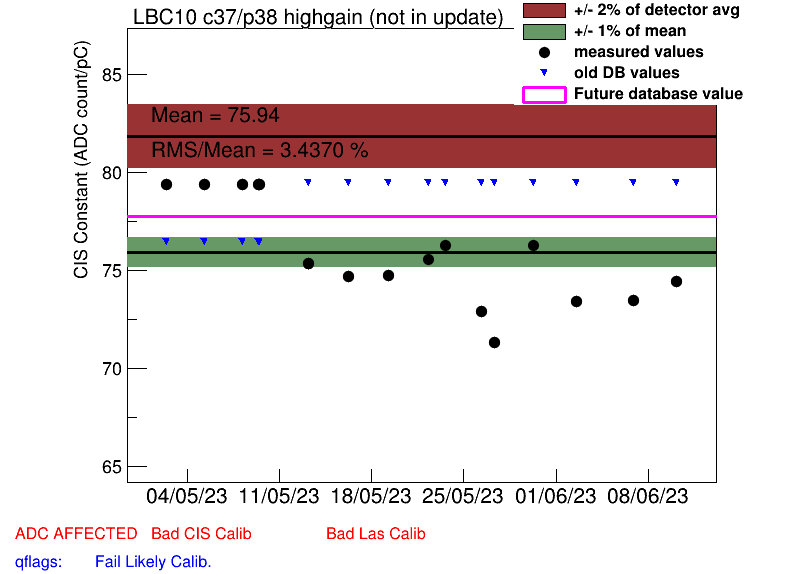 LBC10 c37/p38 highgain (not in update)
+/- 2% of detector avg
+/- 1% of mean
measured values
old DB values
Future database value
CIS Constant (ADC count/pC)
85
80
75
70
65
Mean = 75.94
RMS/Mean = 3.4370 %
04/05/23 11/05/23 18/05/23 25/05/23 01/06/23 08/06/23
ADC AFFECTED Bad CIS Calib Bad Las Calib
qflags: Fail Likely Calib.